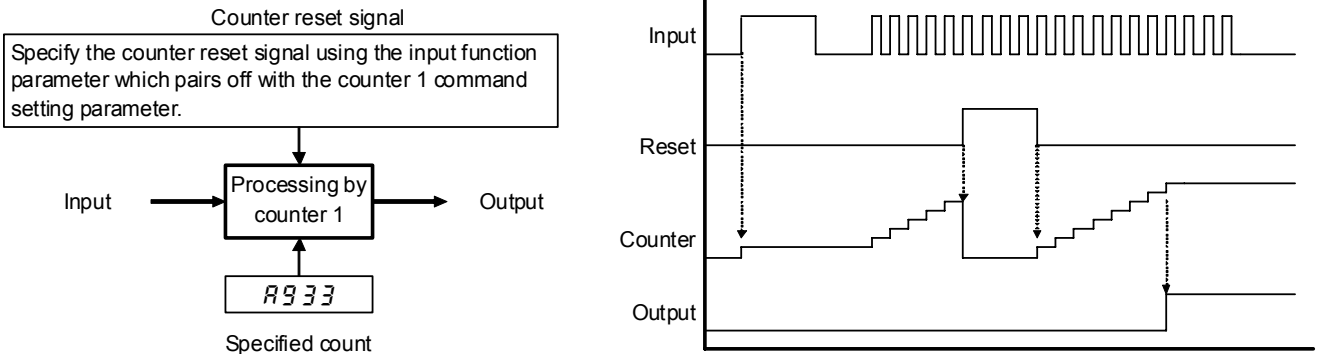 Counter reset signal
Specify the counter reset signal using the input function
parameter which pairs off with the counter 1 command
setting parameter.
Input
Processing by
counter 1
Output
A933
Specified count
Input
Reset
Counter
Output